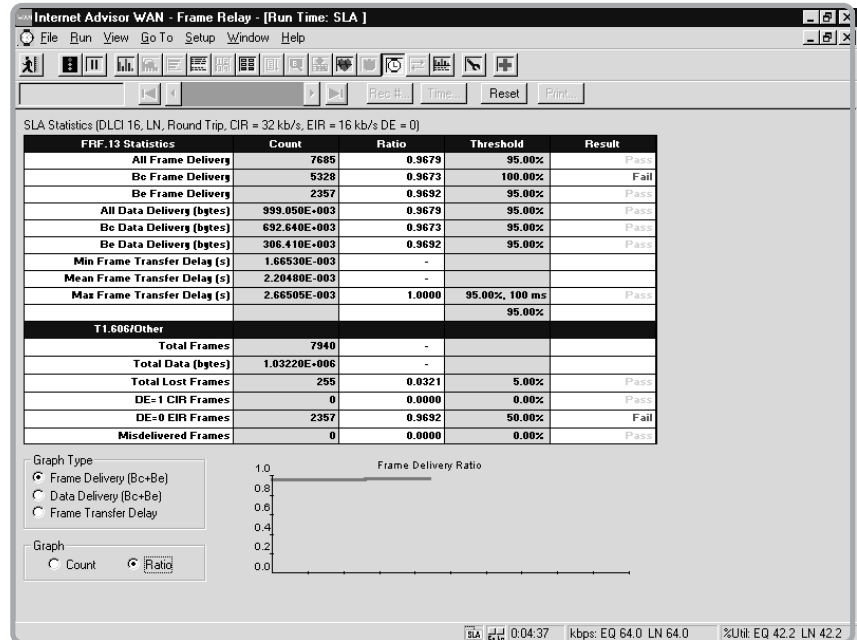 Internet Advisor WAN - Frame Relay - [Run Time: SLA ]
File Run View Go To Setup Window Help
Rec #... Time... Reset Print...
SLA Statistics (DLCI 16, LN, Round Trip, CIR = 32 kb/s, EIR = 16 kb/s DE = 0)
FRF.13 Statistics Count Ratio Threshold Result
All Frame Delivery 7685 0.9679 95.00% Pass
Bc Frame Delivery 5328 0.9673 100.00% Fail
Be Frame Delivery 2357 0.9692 95.00% Pass
All Data Delivery (bytes) 999.050E+003 0.9679 95.00% Pass
Bc Data Delivery (bytes) 692.640E+003 0.9673 95.00% Pass
Be Data Delivery (bytes) 306.410E+003 0.9692 95.00% Pass
Min Frame Transfer Delay (s) 1.66530E-003 -
Mean Frame Transfer Delay (s) 2.20480E-003 -
Max Frame Transfer Delay (s) 2.66505E-003 1.0000 95.00%, 100 ms Pass
95.00%
T1.606/Other
Total Frames 7940 -
Total Data (bytes) 1.03220E+006 -
Total Lost Frames 255 0.0321 5.00% Pass
DE=1 CIR Frames 0 0.0000 0.00% Pass
DE=0 EIR Frames 2357 0.9692 50.00% Fail
Misdelivered Frames 0 0.0000 0.00% Pass
Graph Type
Frame Delivery (Bc+Be)
Data Delivery (Bc+Be)
Frame Transfer Delay
Graph
Count Ratio
Frame Delivery Ratio
1.0
0.8
0.6
0.4
0.2
0.0
SLA 0:04:37 kbps: EQ 64.0 LN 64.0 %Util: EQ 42.2 LN 42.2